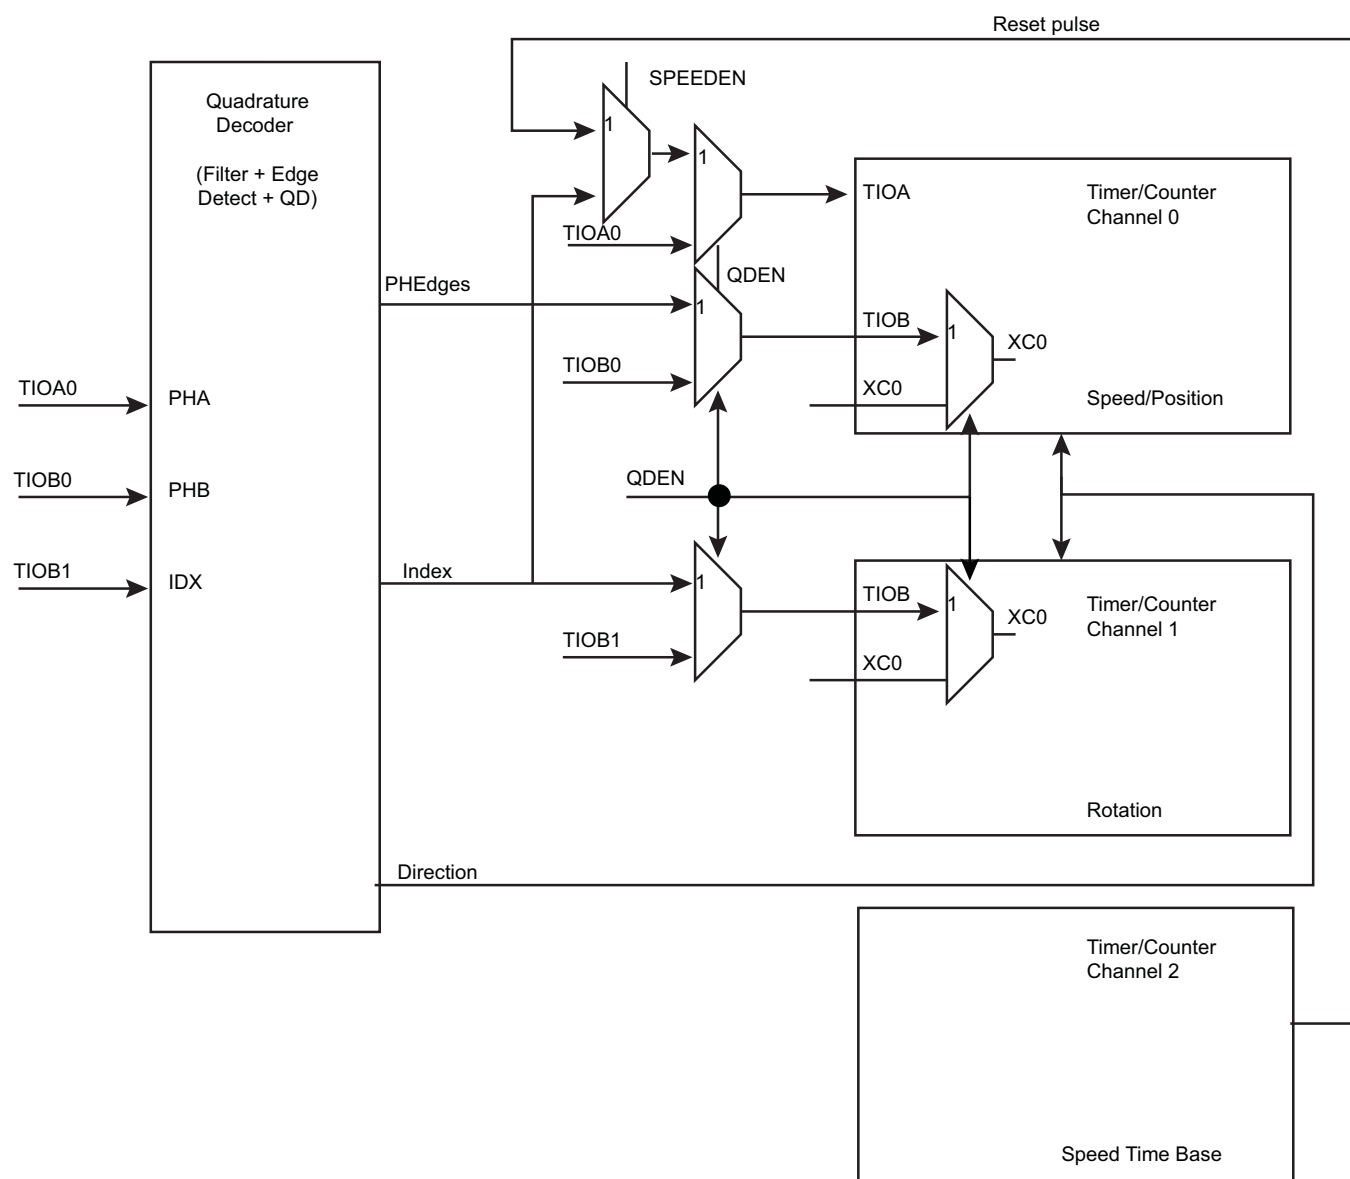 Reset pulse
SPEEDEN
Quadrature
Decoder
(Filter + Edge
Detect + QD)
1
1
TIOA
Timer/Counter
Channel 0
TIOA0
QDEN
PHEdges
1
TIOB
1
XC0
TIOB0
XC0
Speed/Position
TIOA0
PHA
QDEN
TIOB0
PHB
TIOB1
IDX
Index
1
TIOB
1
XC0
Timer/Counter
Channel 1
TIOB1
XC0
Rotation
Direction
Timer/Counter
Channel 2
Speed Time Base